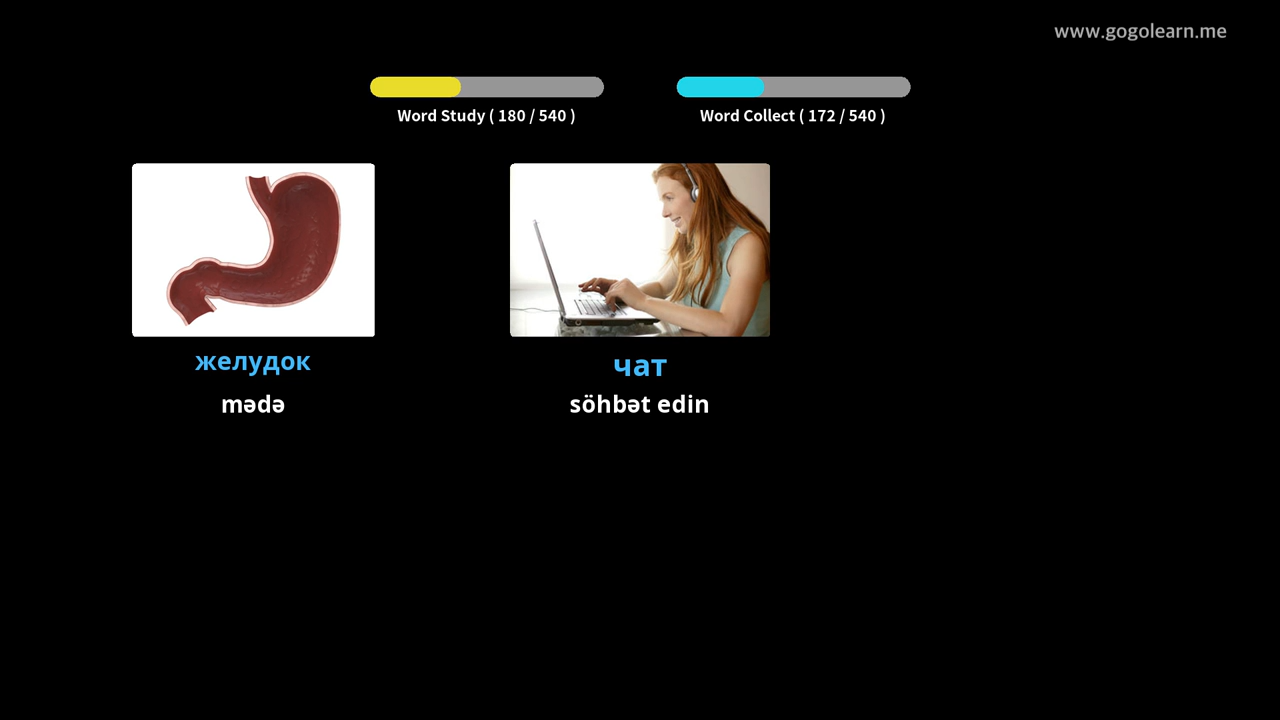 www.gogolearn.me
Word Study ( 180 / 540 )
Word Collect ( 172 / 540 )
желудок
mədə
чат
söhbət edin